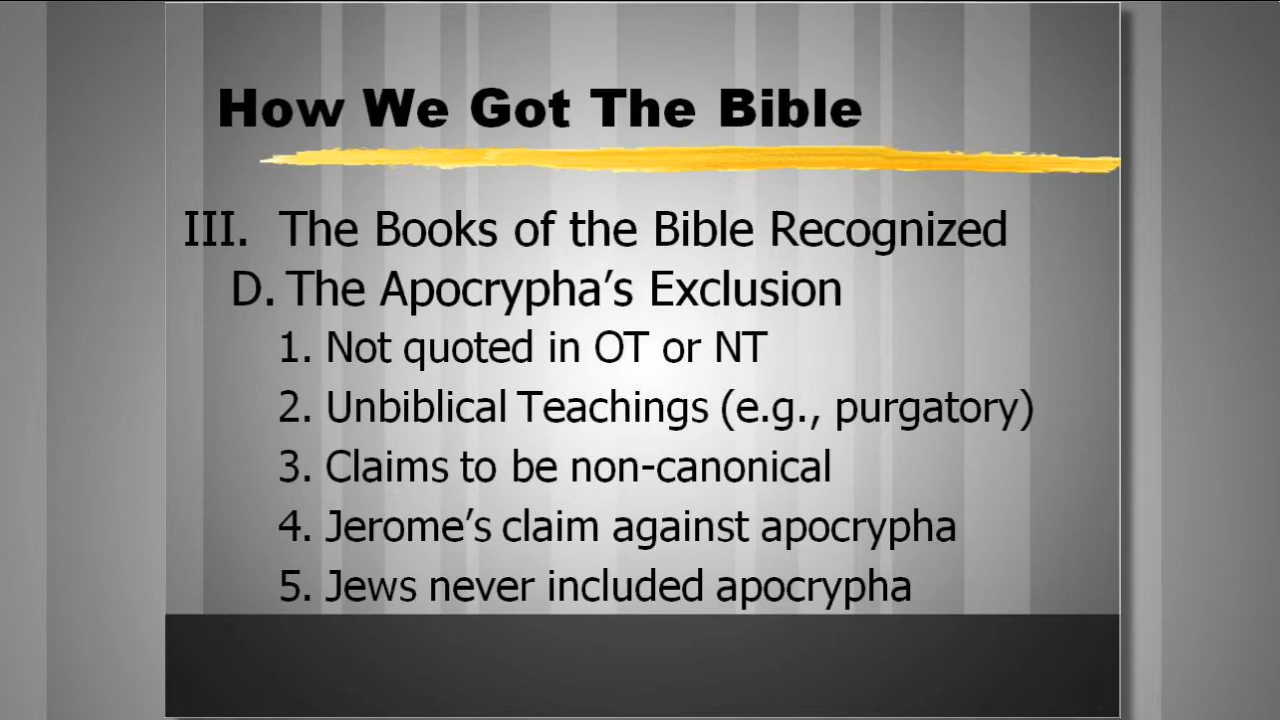 How We Got The Bible
III. The Books of the Bible Recognized
D. The Apocrypha’s Exclusion
1. Not quoted in OT or NT
2. Unbiblical Teachings (e.g., purgatory)
3. Claims to be non-canonical
4. Jerome’s claim against apocrypha
5. Jews never included apocrypha